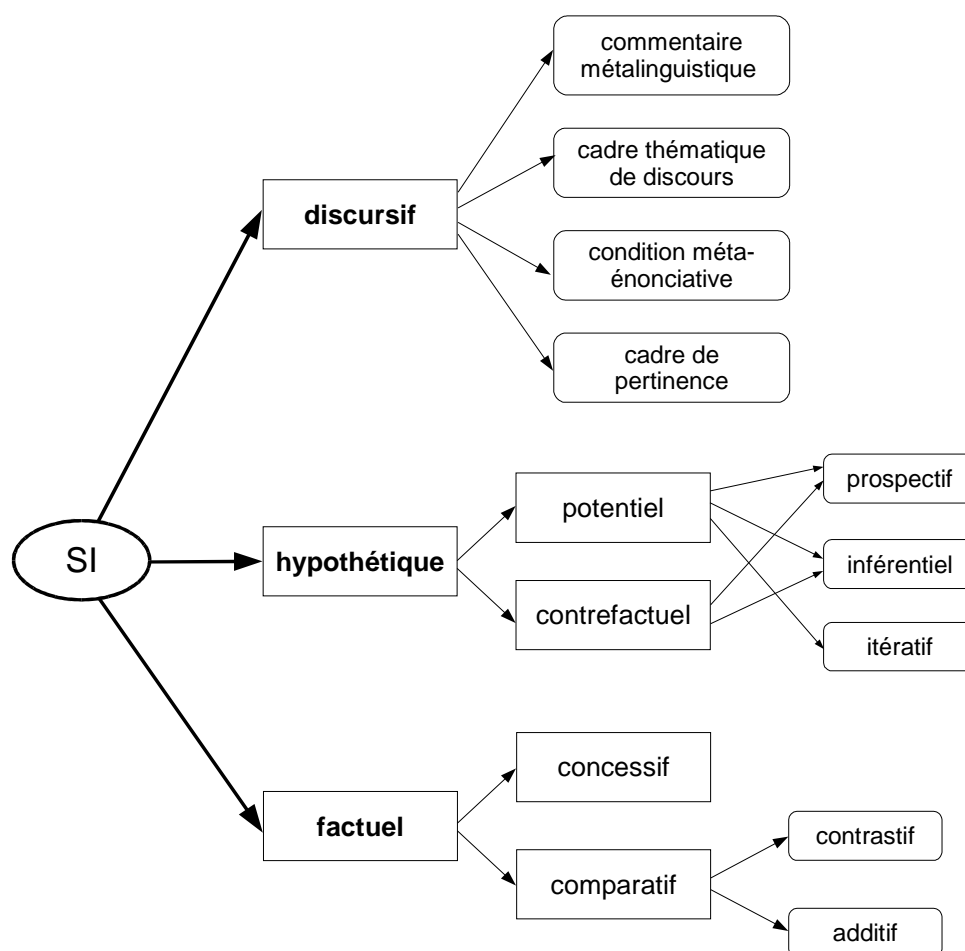 commentaire
métalinguistique
cadre thématique
de discours
discursif
condition méta-
énonciative
cadre de
pertinence
SI
hypothétique
potentiel
prospectif
inférentiel
contrefactuel
itératif
factuel
concessif
contrastif
comparatif
additif